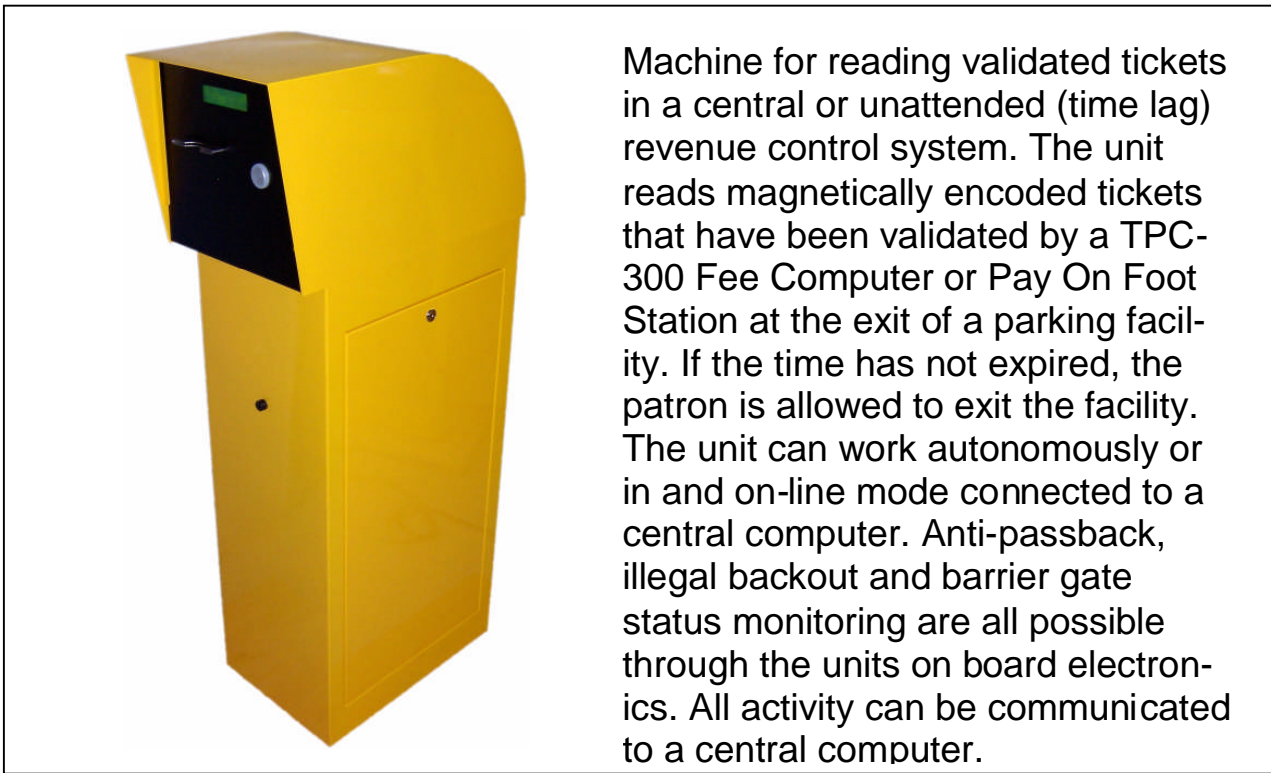 Machine for reading validated tickets
in a central or unattended (time lag)
revenue control system. The unit
reads magnetically encoded tickets
that have been validated by a TPC-
300 Fee Computer or Pay On Foot
Station at the exit of a parking facil-
ity. If the time has not expired, the
patron is allowed to exit the facility.
The unit can work autonomously or
in and on-line mode connected to a
central computer. Anti-passback,
illegal backout and barrier gate
status monitoring are all possible
through the units on board electron-
ics. All activity can be communicated
to a central computer.